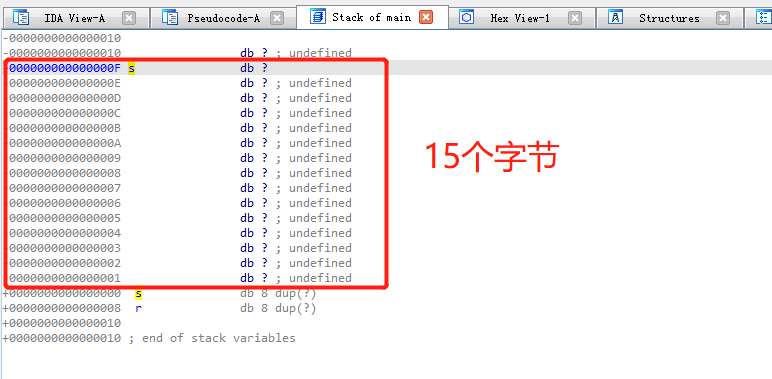 IDA View-A Pseudocode-A Stack of main Hex View-1 Structures
-0000000000000010
-0000000000000010 db ? ; undefined
000000000000000F s db ?
000000000000000E db ? ; undefined
000000000000000D db ? ; undefined
000000000000000C db ? ; undefined
000000000000000B db ? ; undefined
000000000000000A db ? ; undefined
0000000000000009 db ? ; undefined
0000000000000008 db ? ; undefined
0000000000000007 db ? ; undefined
0000000000000006 db ? ; undefined
0000000000000005 db ? ; undefined
0000000000000004 db ? ; undefined
0000000000000003 db ? ; undefined
0000000000000002 db ? ; undefined
0000000000000001 db ? ; undefined
+0000000000000000 s db 8 dup(?)
+0000000000000008 r db 8 dup(?)
+0000000000000010
+0000000000000010 ; end of stack variables
15个字节